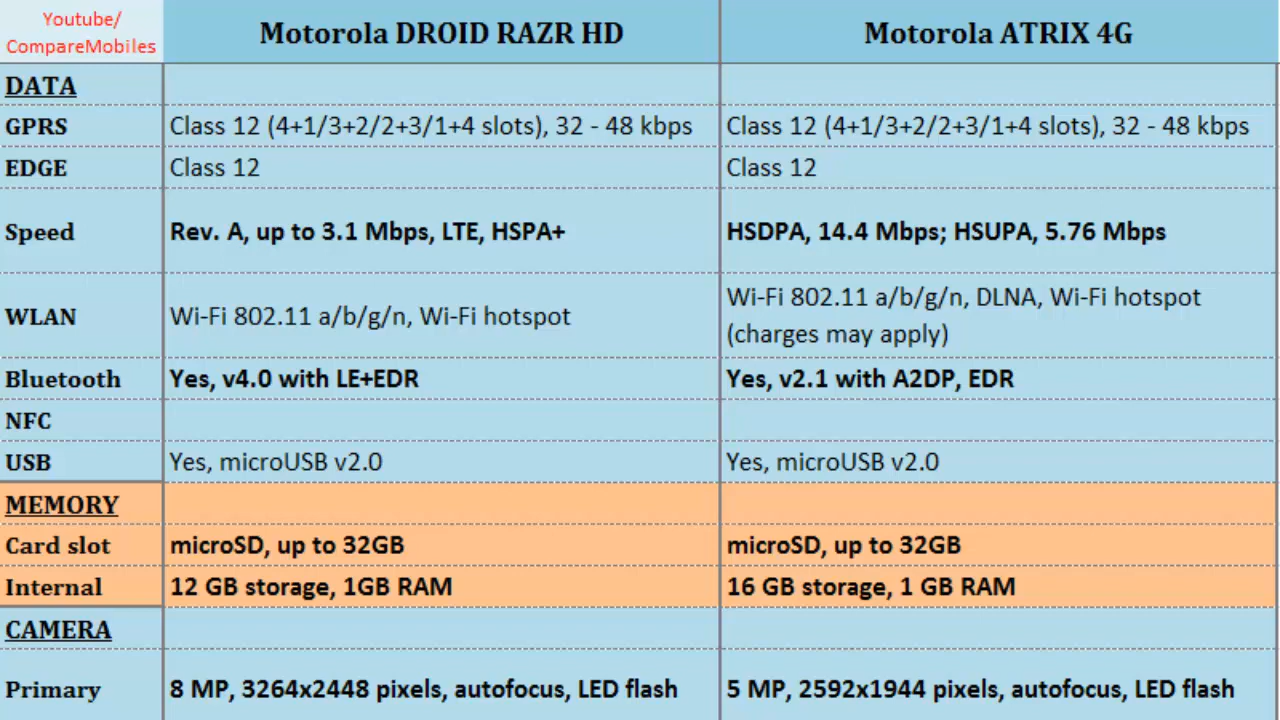 Youtube/
CompareMobiles
Motorola DROID RAZR HD
Motorola ATRIX 4G
DATA
GPRS
Class 12 (4+1/3+2/2+3/1+4 slots), 32 - 48 kbps
Class 12 (4+1/3+2/2+3/1+4 slots), 32 - 48 kbps
EDGE
Class 12
Class 12
Speed
Rev. A, up to 3.1 Mbps, LTE, HSPA+
HSDPA, 14.4 Mbps; HSUPA, 5.76 Mbps
WLAN
Wi-Fi 802.11 a/b/g/n, Wi-Fi hotspot
Wi-Fi 802.11 a/b/g/n, DLNA, Wi-Fi hotspot
(charges may apply)
Bluetooth
Yes, v4.0 with LE+EDR
Yes, v2.1 with A2DP, EDR
NFC
USB
Yes, microUSB v2.0
Yes, microUSB v2.0
MEMORY
Card slot
microSD, up to 32GB
microSD, up to 32GB
Internal
12 GB storage, 1GB RAM
16 GB storage, 1 GB RAM
CAMERA
Primary
8 MP, 3264x2448 pixels, autofocus, LED flash
5 MP, 2592x1944 pixels, autofocus, LED flash